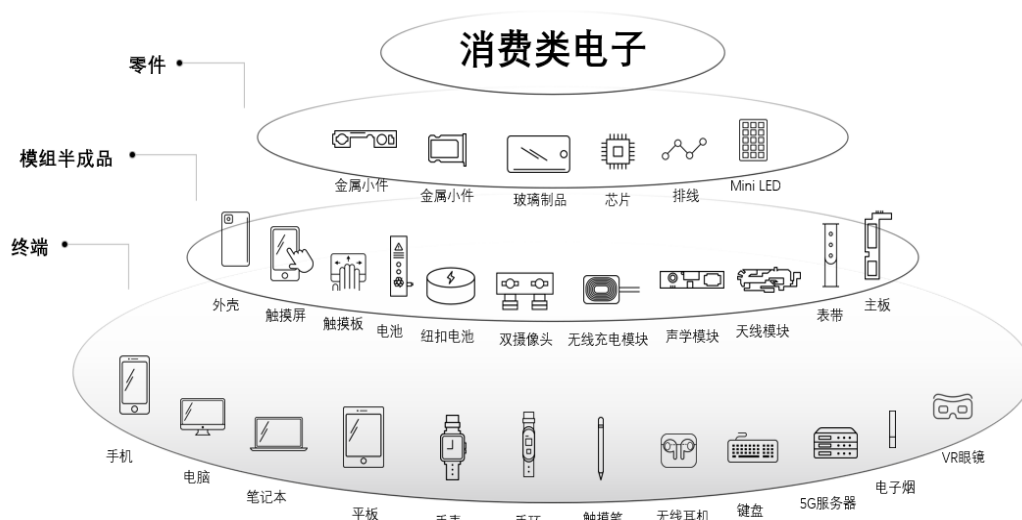 消费类电子
零件
金属小件
金属小件
玻璃制品
芯片
排线
Mini LED
模组半成品
外壳
触摸屏
触摸板
电池
纽扣电池
双摄像头
无线充电模块
声学模块
天线模块
表带
主板
终端
手机
电脑
笔记本
平板
手表
手环
触摸笔
无线耳机
键盘
5G服务器
电子烟
VR眼镜